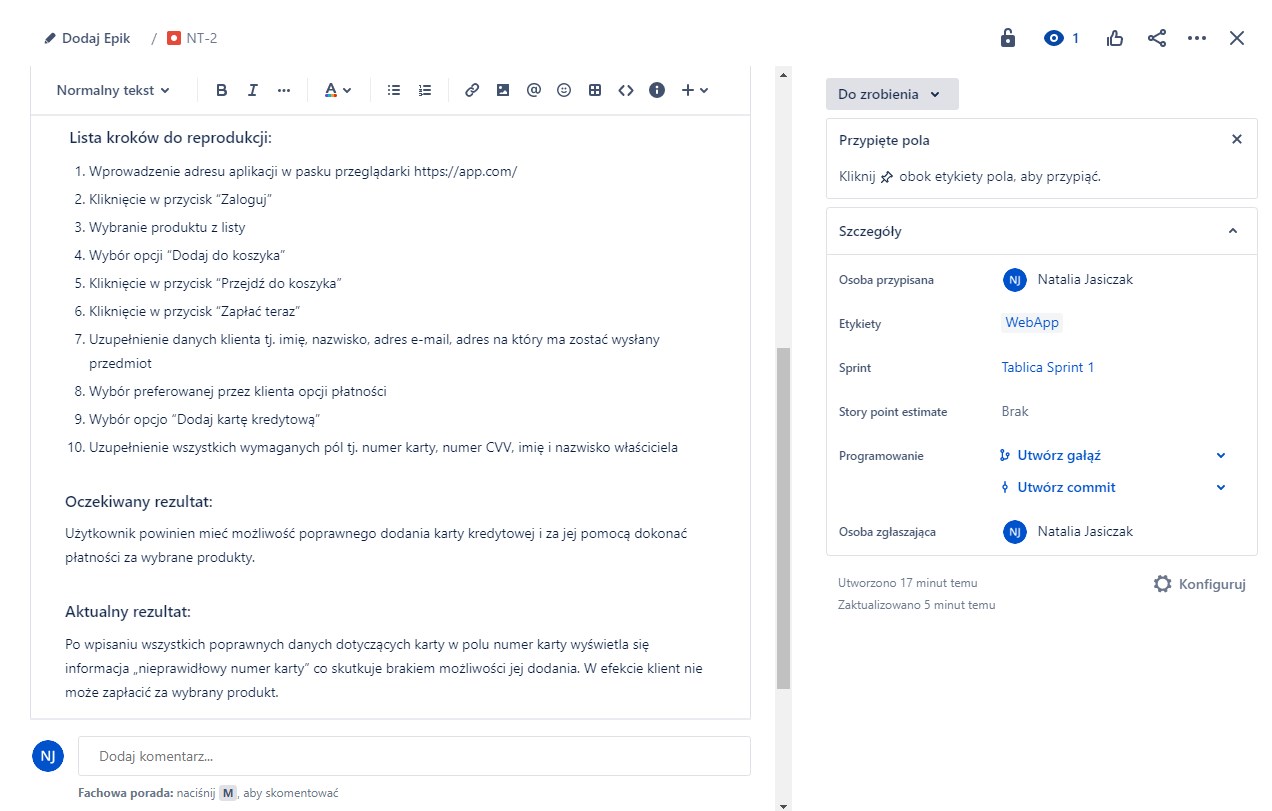 Dodaj Epik / NT-2
1
Normalny tekst B I ... A @ <> +
Lista kroków do reprodukcji:
1. Wprowadzenie adresu aplikacji w pasku przeglądarki https://app.com/
2. Kliknięcie w przycisk “Zaloguj”
3. Wybranie produktu z listy
4. Wybór opcji “Dodaj do koszyka”
5. Kliknięcie w przycisk “Przejdź do koszyka”
6. Kliknięcie w przycisk “Zapłać teraz”
7. Uzupełnienie danych klienta tj. imię, nazwisko, adres e-mail, adres na który ma zostać wysłany
przedmiot
8. Wybór preferowanej przez klienta opcji płatności
9. Wybór opcjo “Dodaj kartę kredytową”
10. Uzupełnienie wszystkich wymaganych pól tj. numer karty, numer CVV, imię i nazwisko właściciela
Oczekiwany rezultat:
Użytkownik powinien mieć możliwość poprawnego dodania karty kredytowej i za jej pomocą dokonać
płatności za wybrane produkty.
Aktualny rezultat:
Po wpisaniu wszystkich poprawnych danych dotyczących karty w polu numer karty wyświetla się
informacja „nieprawidłowy numer karty” co skutkuje brakiem możliwości jej dodania. W efekcie klient nie
może zapłacić za wybrany produkt.
NJ Dodaj komentarz...
Fachowa porada: naciśnij M, aby skomentować
Do zrobienia
Przypięte pola
Kliknij obok etykiety pola, aby przypiąć.
Szczegóły
Osoba przypisana NJ Natalia Jasiczak
Etykiety WebApp
Sprint Tablica Sprint 1
Story point estimate Brak
Programowanie Utwórz gałąź
Utwórz commit
Osoba zgłaszająca NJ Natalia Jasiczak
Utworzono 17 minut temu
Zaktualizowano 5 minut temu
Konfiguruj